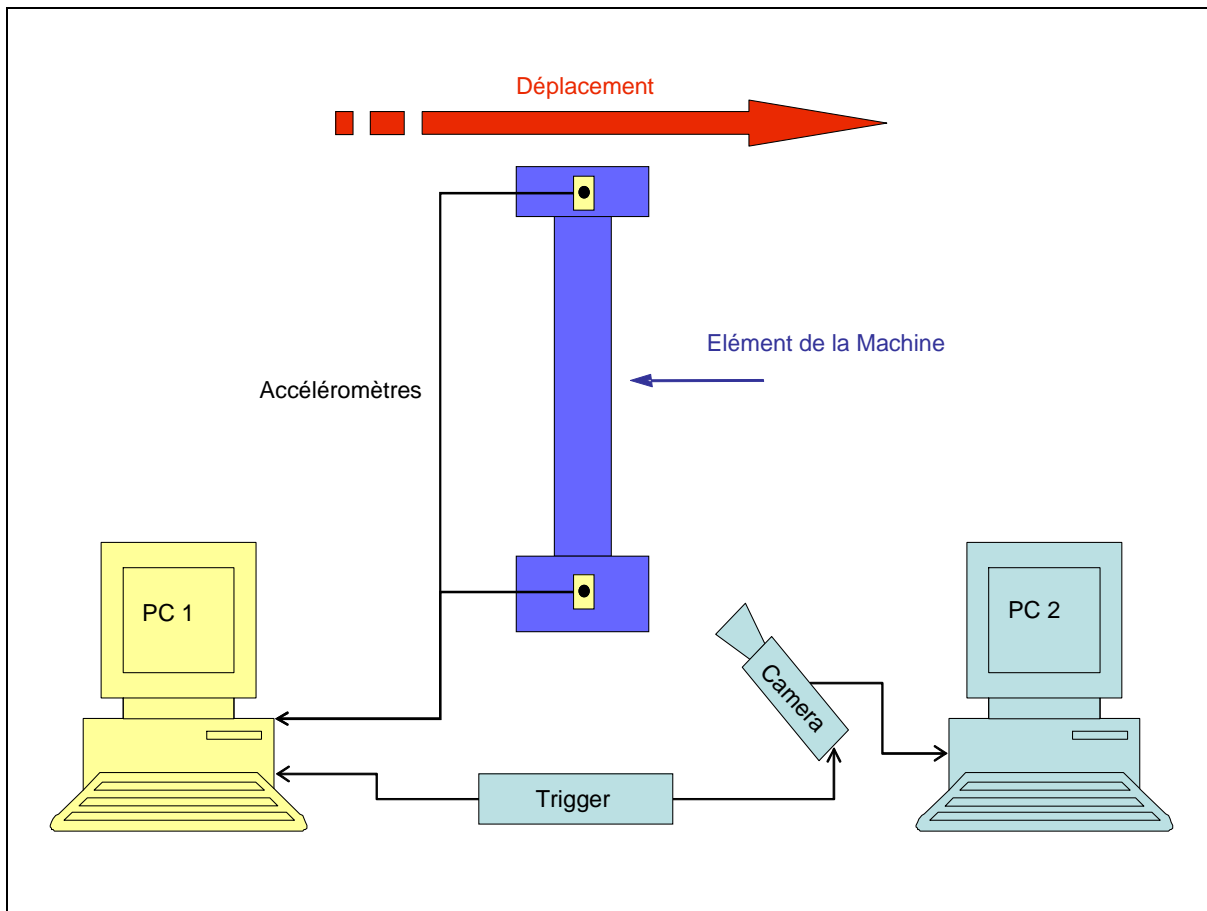 Déplacement
Elément de la Machine
Accéléromètres
PC 1
PC 2
Camera
Trigger